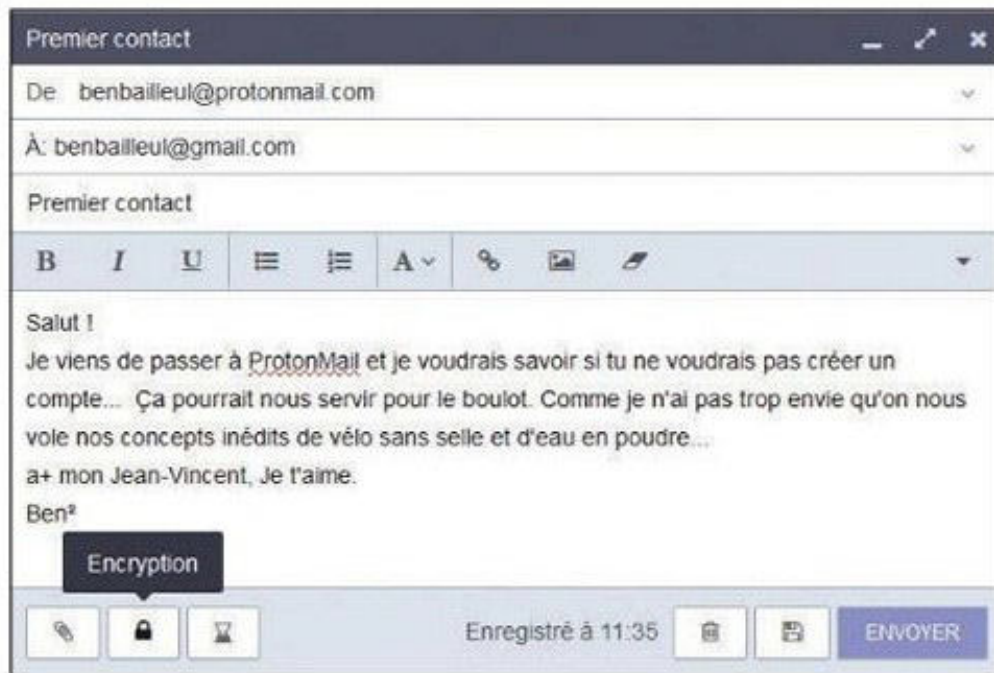 Premier contact
De benbailleul@protonmail.com
À: benbailleul@gmail.com
Premier contact
B I U A
Salut !
Je viens de passer à ProtonMail et je voudrais savoir si tu ne voudrais pas créer un
compte... Ça pourrait nous servir pour le boulot. Comme je n'ai pas trop envie qu'on nous
vole nos concepts inédits de vélo sans selle et d'eau en poudre...
a+ mon Jean-Vincent, Je t'aime.
Ben²
Encryption
Enregistré à 11:35 ENVOYER